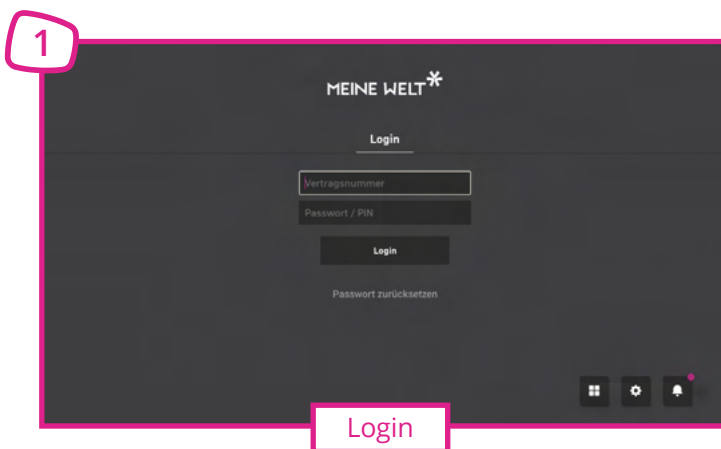 1
MEINE WELT*
Login
Vertragsnummer
Passwort / PIN
Login
Passwort zurücksetzen
Login